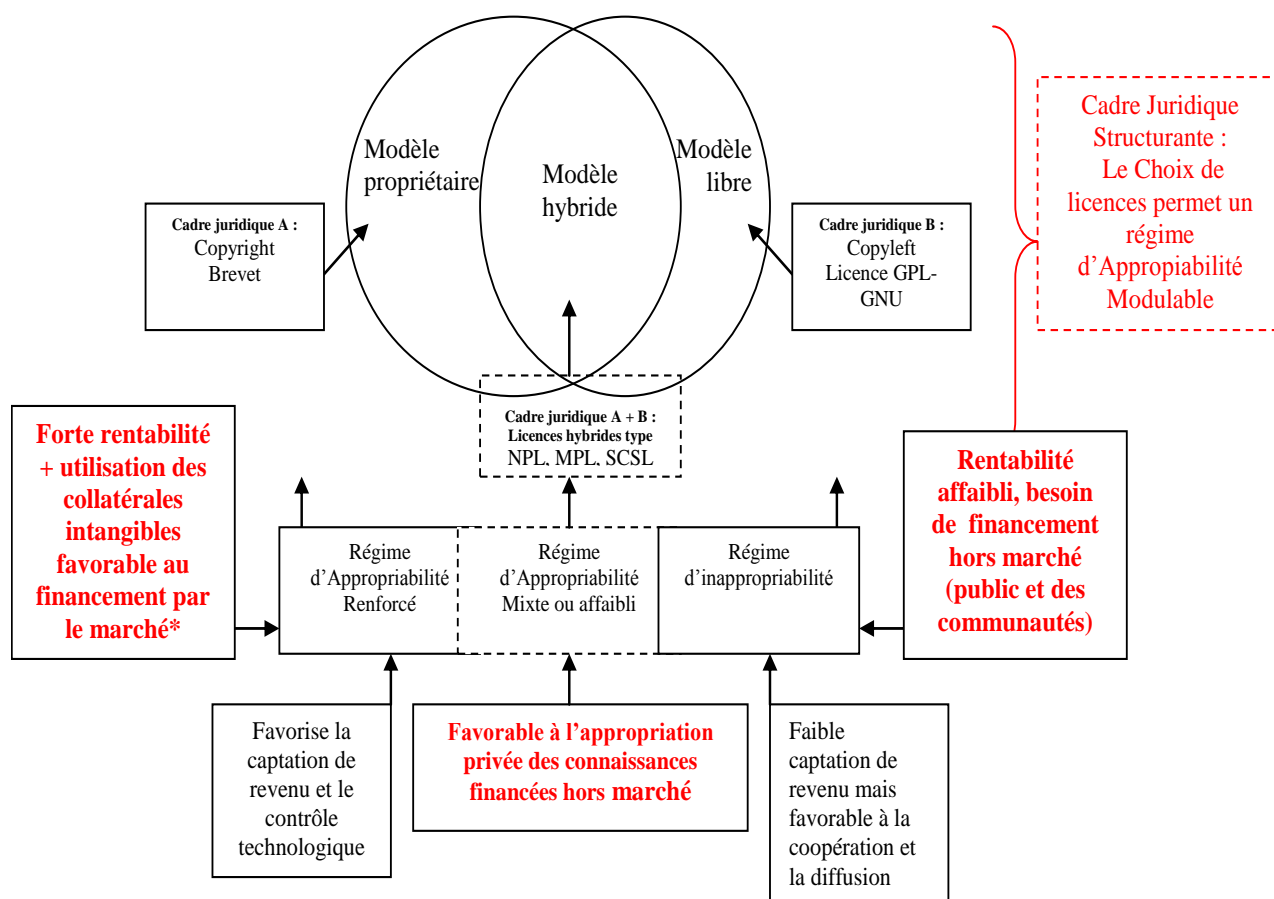 Modèle
propriétaire
Modèle
hybride
Modèle
libre
Cadre juridique A :
Copyright
Brevet
Cadre juridique B :
Copyleft
Licence GPL-
GNU
Cadre Juridique
Structurante :
Le Choix de
licences permet un
régime
d'Appropiabilité
Modulable
Cadre juridique A + B :
Licences hybrides type
NPL, MPL, SCSL
Forte rentabilité
+ utilisation des
collatérales
intangibles
favorable au
financement par
le marché*
Rentabilité
affaibli, besoin
de financement
hors marché
(public et des
communautés)
Régime
d'Appropriabilité
Renforcé
Régime
d'Appropriabilité
Mixte ou affaibli
Régime
d'inappropriabilité
Favorise la
captation de
revenu et le
contrôle
technologique
Favorable à l'appropriation
privée des connaissances
financées hors marché
Faible
captation de
revenu mais
favorable à la
coopération et
la diffusion